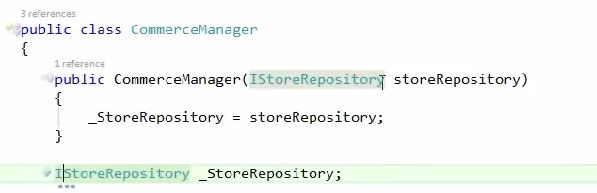 3 references
public class CommerceManager
{
1 reference
public CommerceManager(IStoreRepository storeRepository)
{
_StoreRepository = storeRepository;
}
IStoreRepository _StoreRepository;